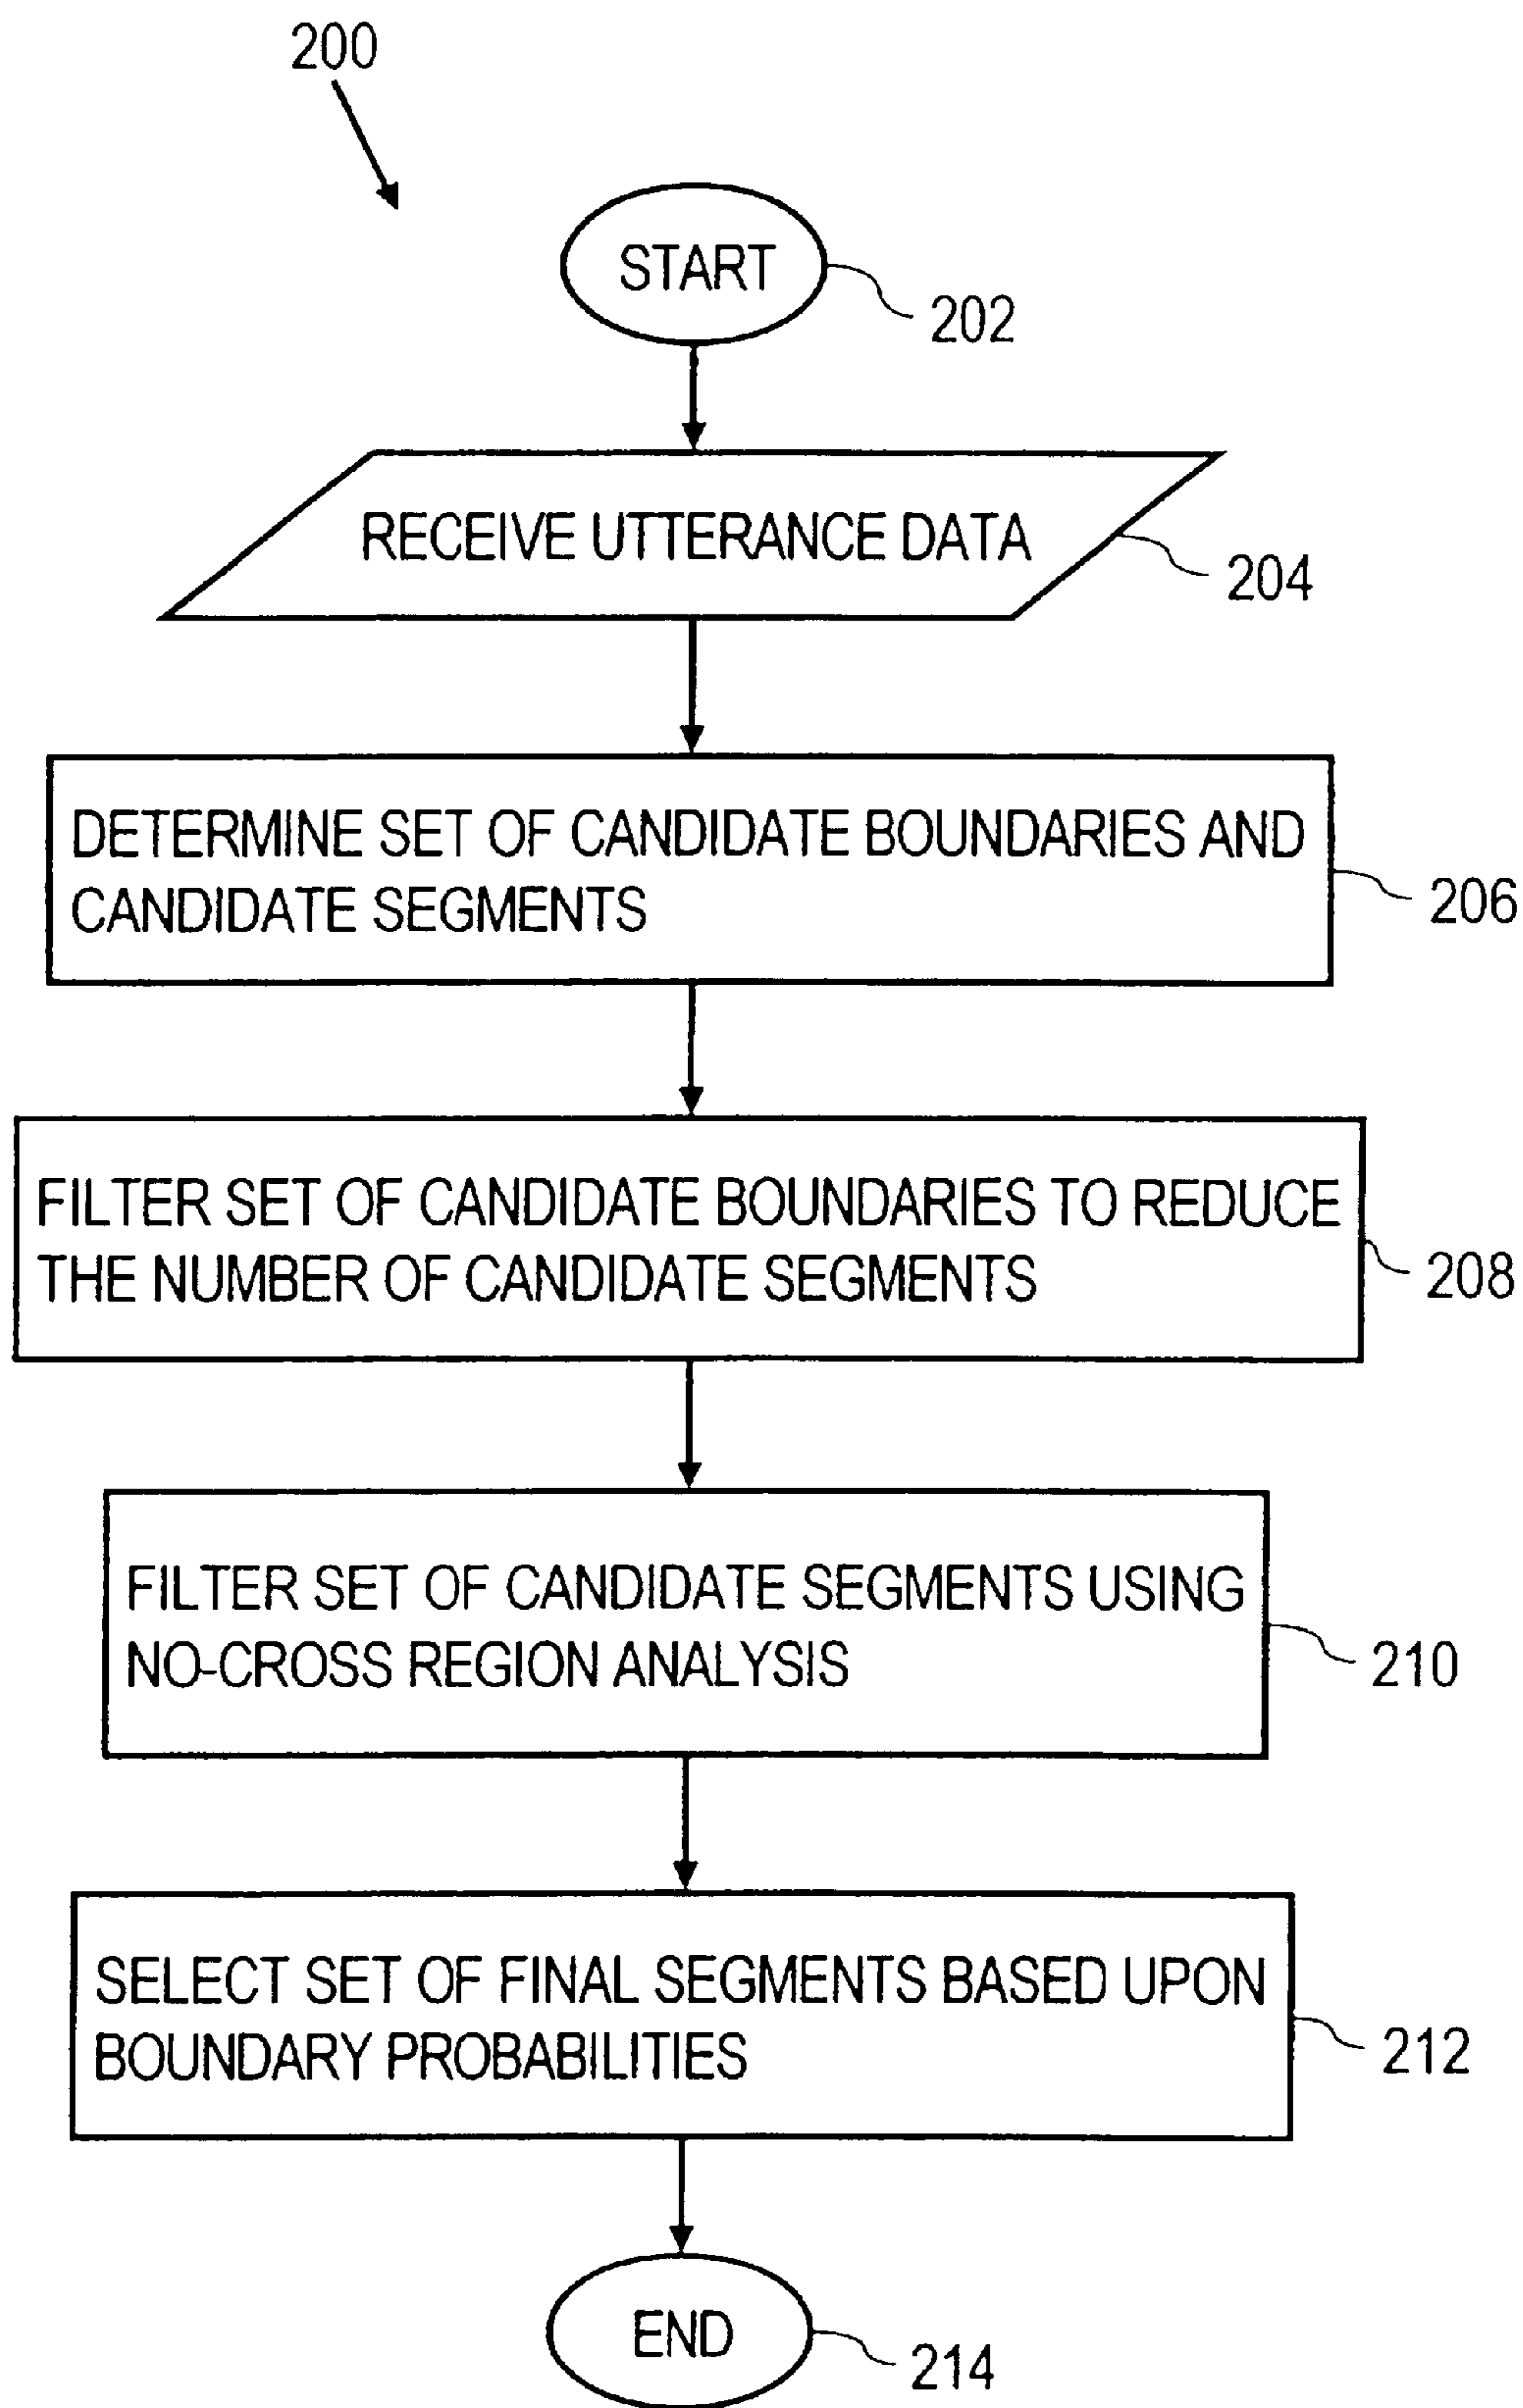 200
START
202
RECEIVE UTTERANCE DATA
204
DETERMINE SET OF CANDIDATE BOUNDARIES AND
CANDIDATE SEGMENTS
206
FILTER SET OF CANDIDATE BOUNDARIES TO REDUCE
THE NUMBER OF CANDIDATE SEGMENTS
208
FILTER SET OF CANDIDATE SEGMENTS USING
NO-CROSS REGION ANALYSIS
210
SELECT SET OF FINAL SEGMENTS BASED UPON
BOUNDARY PROBABILITIES
212
END
214